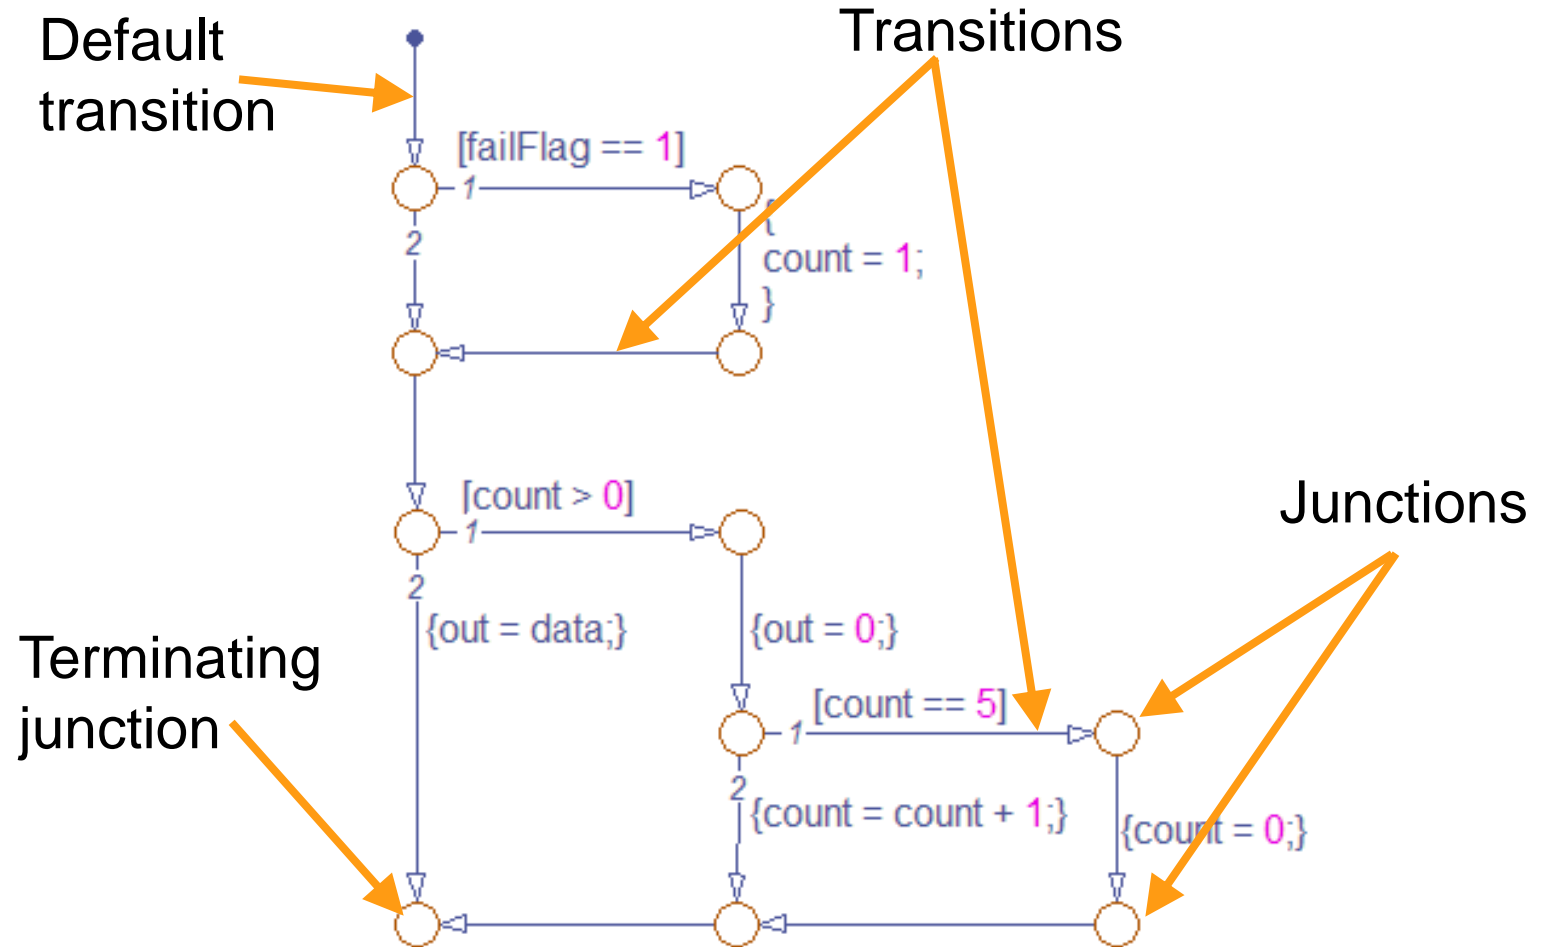 Default
transition
Transitions
[failFlag == 1]
1
2
{
count = 1;
}
[count > 0]
1
2
Junctions
{out = data;}
{out = 0;}
Terminating
junction
[count == 5]
1
2
{count = count + 1;}
{count = 0;}